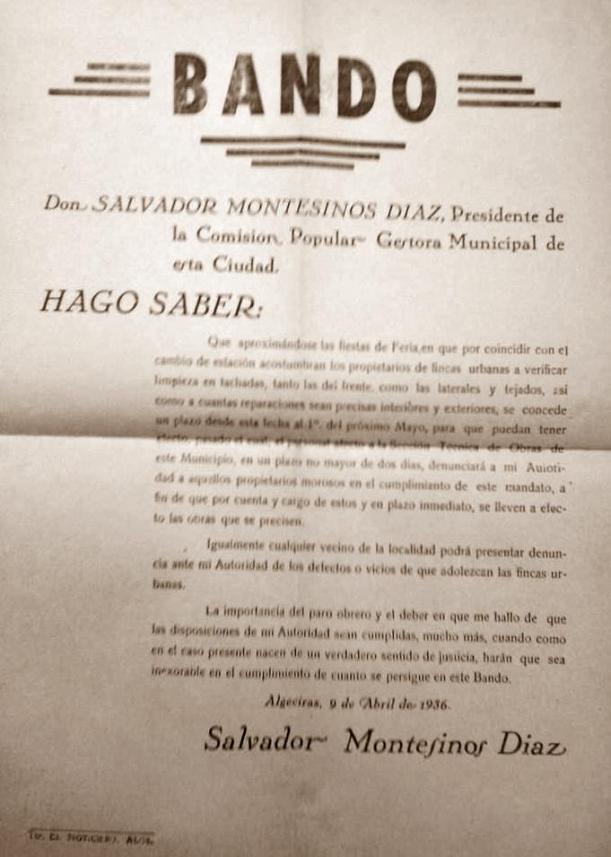 BANDO
Don SALVADOR MONTESINOS DIAZ, Presidente de
la Comision Popular Gestora Municipal de
esta Ciudad.
HAGO SABER:
Que aproximándose las fiestas de Feria,en que por coincidir con el
cambio de estación acostumbran los propietarios de fincas urbanas a verificar
limpieza en fachadas, tanto las del frente como las laterales y tejados, asi
como a cuantas reparaciones sean precisas interiores y exteriores, se concede
un plazo desde esta fecha al 1º. del próximo Mayo, para que puedan tener
efecto, pasado el cual, el personal afecto a la Sección Tecnica de Obras de
este Municipio, en un plazo no mayor de dos dias, denunciará a mi Autori-
dad a aquellos propietarios morosos en el cumplimiento de este mandato, a
fin de que por cuenta y cargo de estos y en plazo inmediato, se lleven a efec-
to las obras que se precisen.
Igualmente cualquier vecino de la localidad podrá presentar denun-
cia ante mi Autoridad de los defectos o vicios de que adolezcan las fincas ur-
banas.
La importancia del paro obrero y el deber en que me hallo de que
las disposiciones de mi Autoridad sean cumplidas, mucho más, cuando como
en el caso presente nacen de un verdadero sentido de justicia, harán que sea
inexorable en el cumplimiento de cuanto se persigue en este Bando.
Algeciras, 9 de Abril de 1936.
Salvador Montesinos Diaz
Tip. EL NOTICIERO.